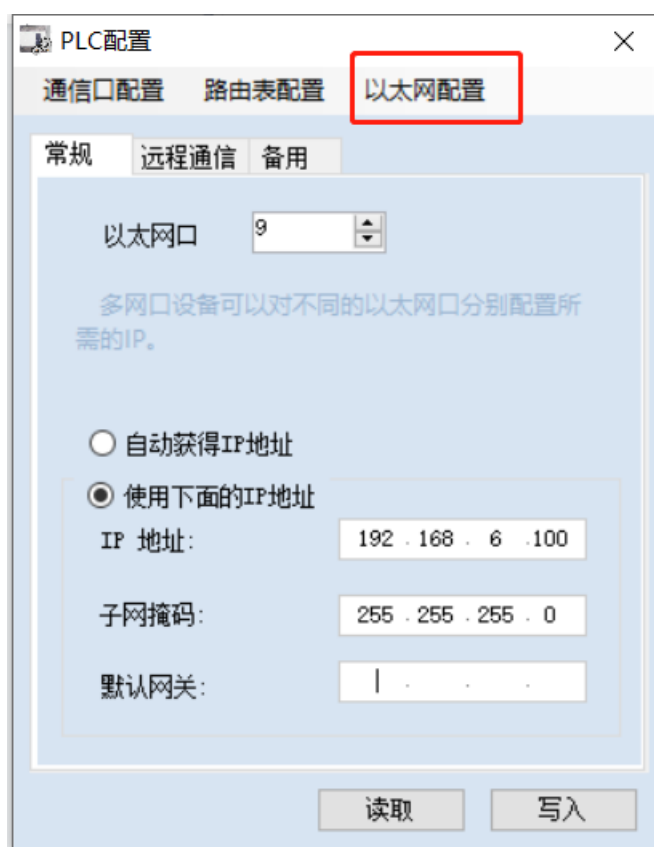 PLC配置
通信口配置 路由表配置 以太网配置
常规 远程通信 备用
以太网口 9
多网口设备可以对不同的以太网口分别配置所
需的IP。
自动获得IP地址
使用下面的IP地址
IP 地址: 192 . 168 . 6 .100
子网掩码: 255 . 255 . 255 . 0
默认网关: . . .
读取 写入